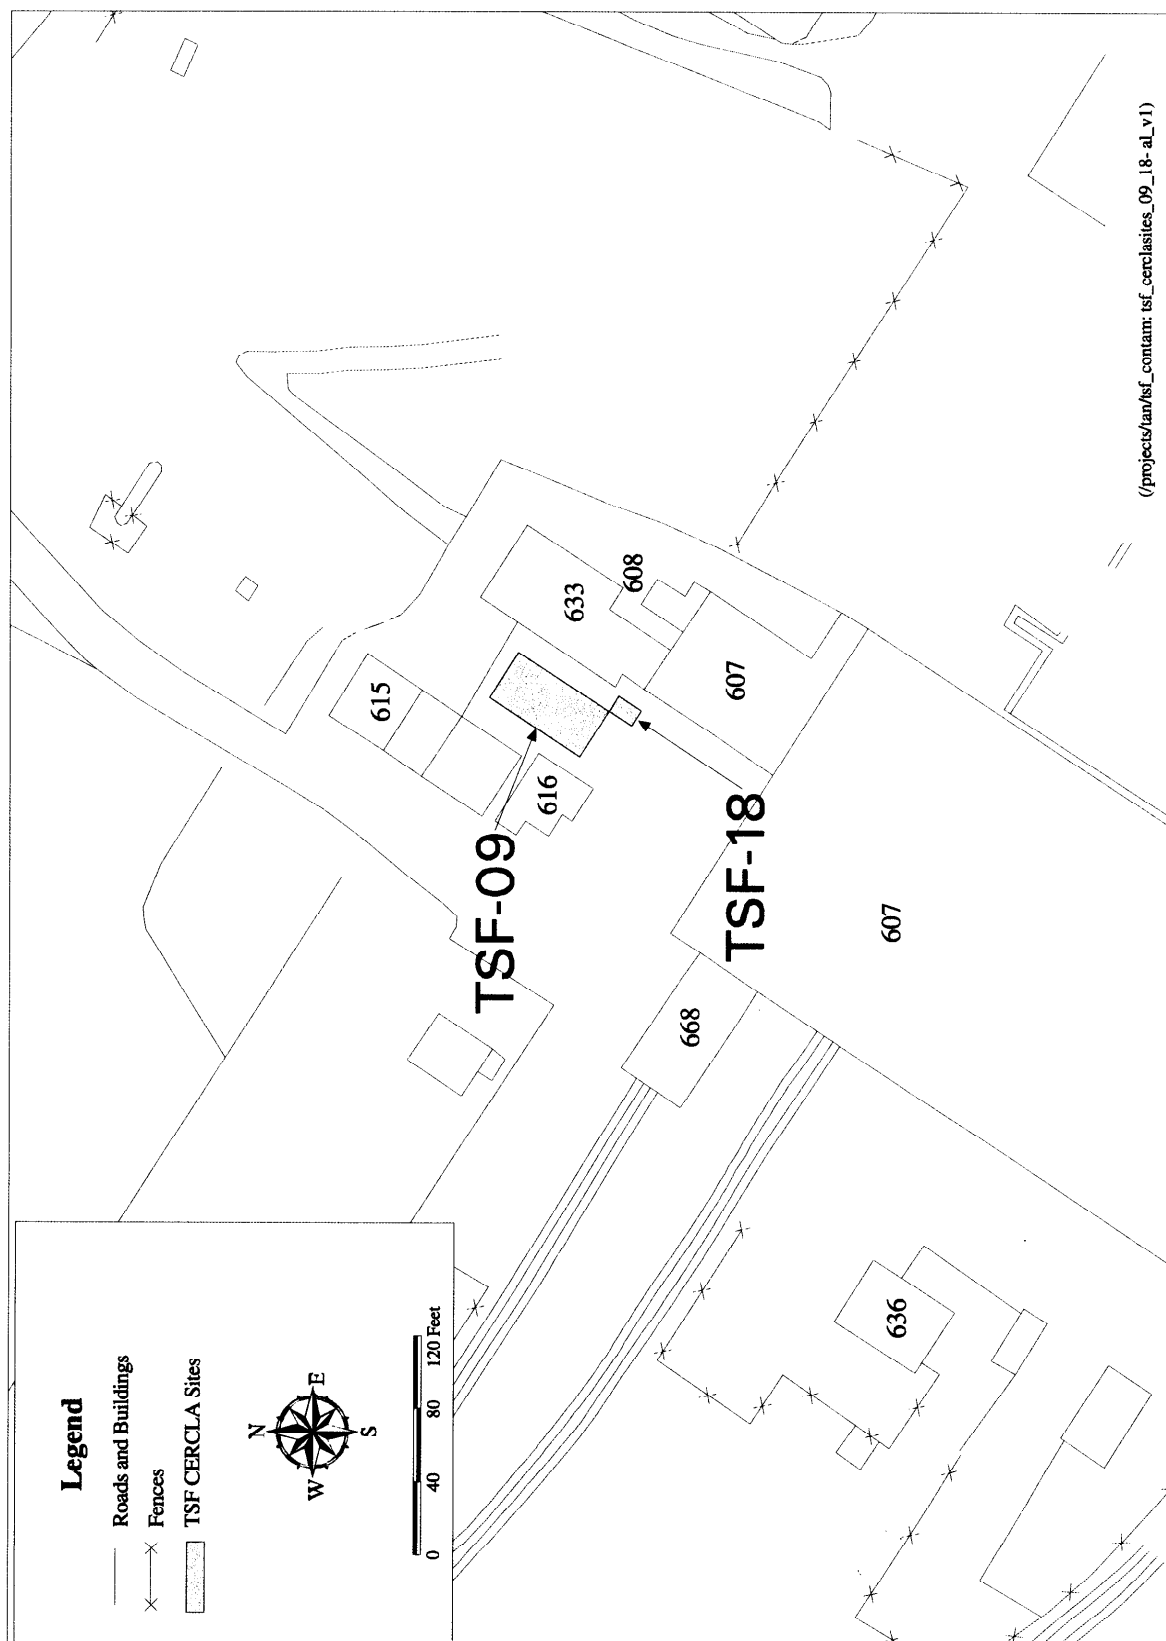 Legend
Roads and Buildings
Fences
TSF CERCLA Sites
N
W
E
S
0 40 80 120 Feet
TSF-09
TSF-18
615
616
633
608
607
607
668
636
(/projects/tan/tsf_contam: tsf_cerclasites_09_18- al_v1)